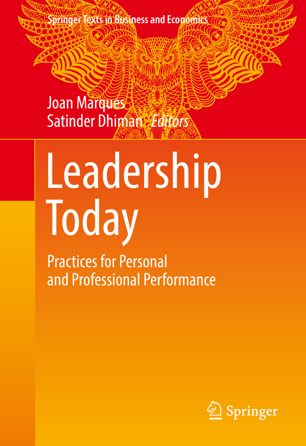 Springer Texts in Business and Economics
Joan Marques
Satinder Dhiman Editors
Leadership
Today
Practices for Personal
and Professional Performance
Springer